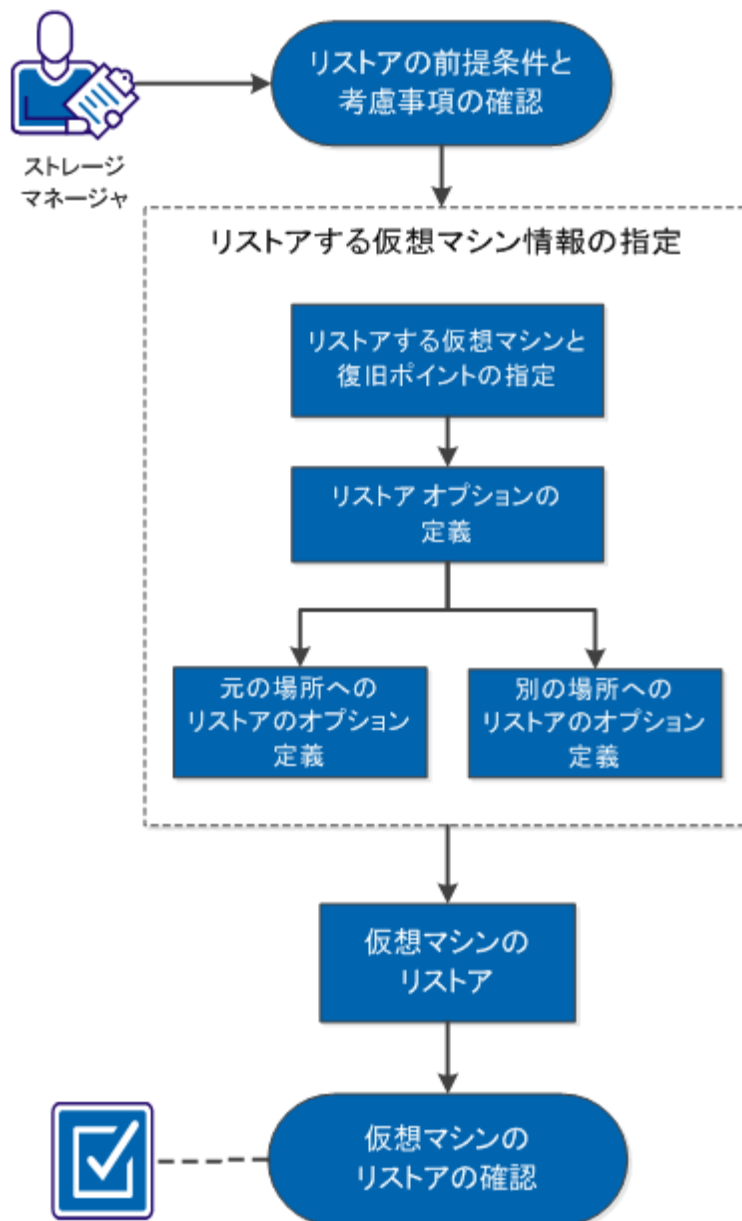 リストアの前提条件と
考慮事項の確認
ストレージ
マネージャ
リストアする仮想マシン情報の指定
リストアする仮想マシンと
復旧ポイントの指定
リストア オプションの
定義
元の場所への
リストアのオプション
定義
別の場所への
リストアのオプション
定義
仮想マシンの
リストア
仮想マシンの
リストアの確認